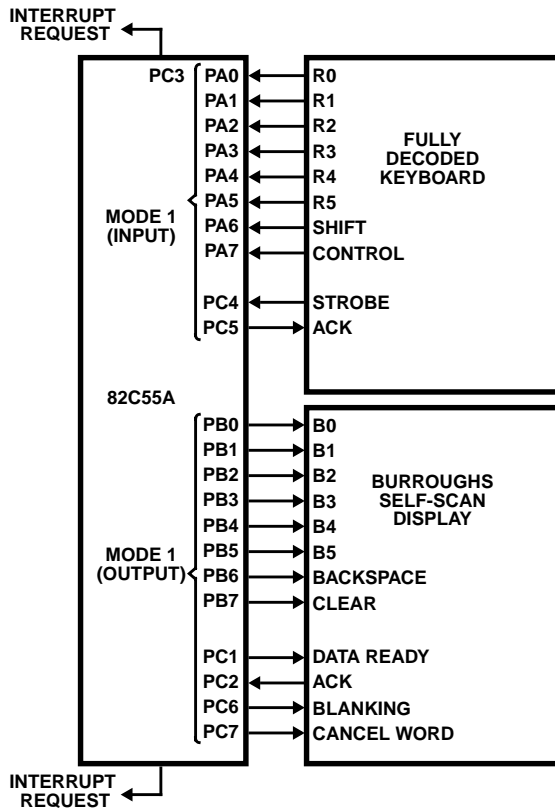 INTERRUPT
REQUEST
PC3 PA0 R0
PA1 R1
PA2 R2
PA3 R3
PA4 R4
PA5 R5
PA6 SHIFT
PA7 CONTROL
MODE 1
(INPUT)
FULLY
DECODED
KEYBOARD
PC4 STROBE
PC5 ACK
82C55A
PB0 B0
PB1 B1
PB2 B2
PB3 B3
PB4 B4
PB5 B5
PB6 BACKSPACE
PB7 CLEAR
MODE 1
(OUTPUT)
BURROUGHS
SELF-SCAN
DISPLAY
PC1 DATA READY
PC2 ACK
PC6 BLANKING
PC7 CANCEL WORD
INTERRUPT
REQUEST